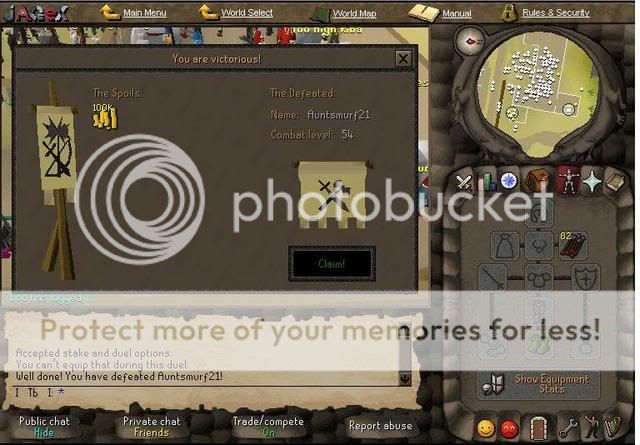 JAGEX Main Menu World Select World Map Manual Rules & Security
You are victorious!
The Spoils:
100K
The Defeated:
Name: Auntsmurf21
Combat level: 54
Claim!
82
photobucket
Protect more of your memories for less!
Accepted stake and duel options.
You can't equip that during this duel.
Well done! You have defeated Auntsmurf21!
I Tb I: *
Show Equipment
Stats
Public chat
Hide
Private chat
Friends
Trade/compete
On
Report abuse